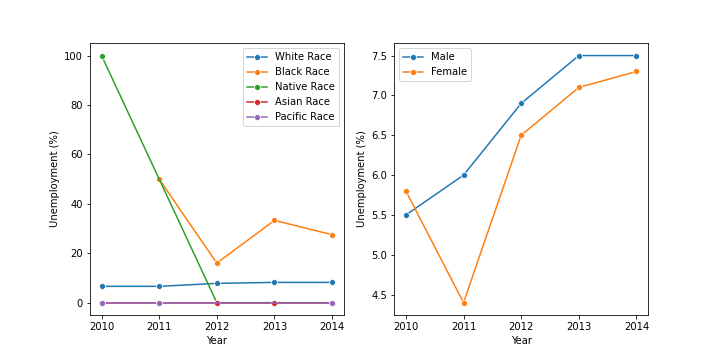 100
80
60
40
20
0
Unemployment (%)
2010 2011 2012 2013 2014
Year
White Race
Black Race
Native Race
Asian Race
Pacific Race
7.5
7.0
6.5
6.0
5.5
5.0
4.5
Unemployment (%)
2010 2011 2012 2013 2014
Year
Male
Female